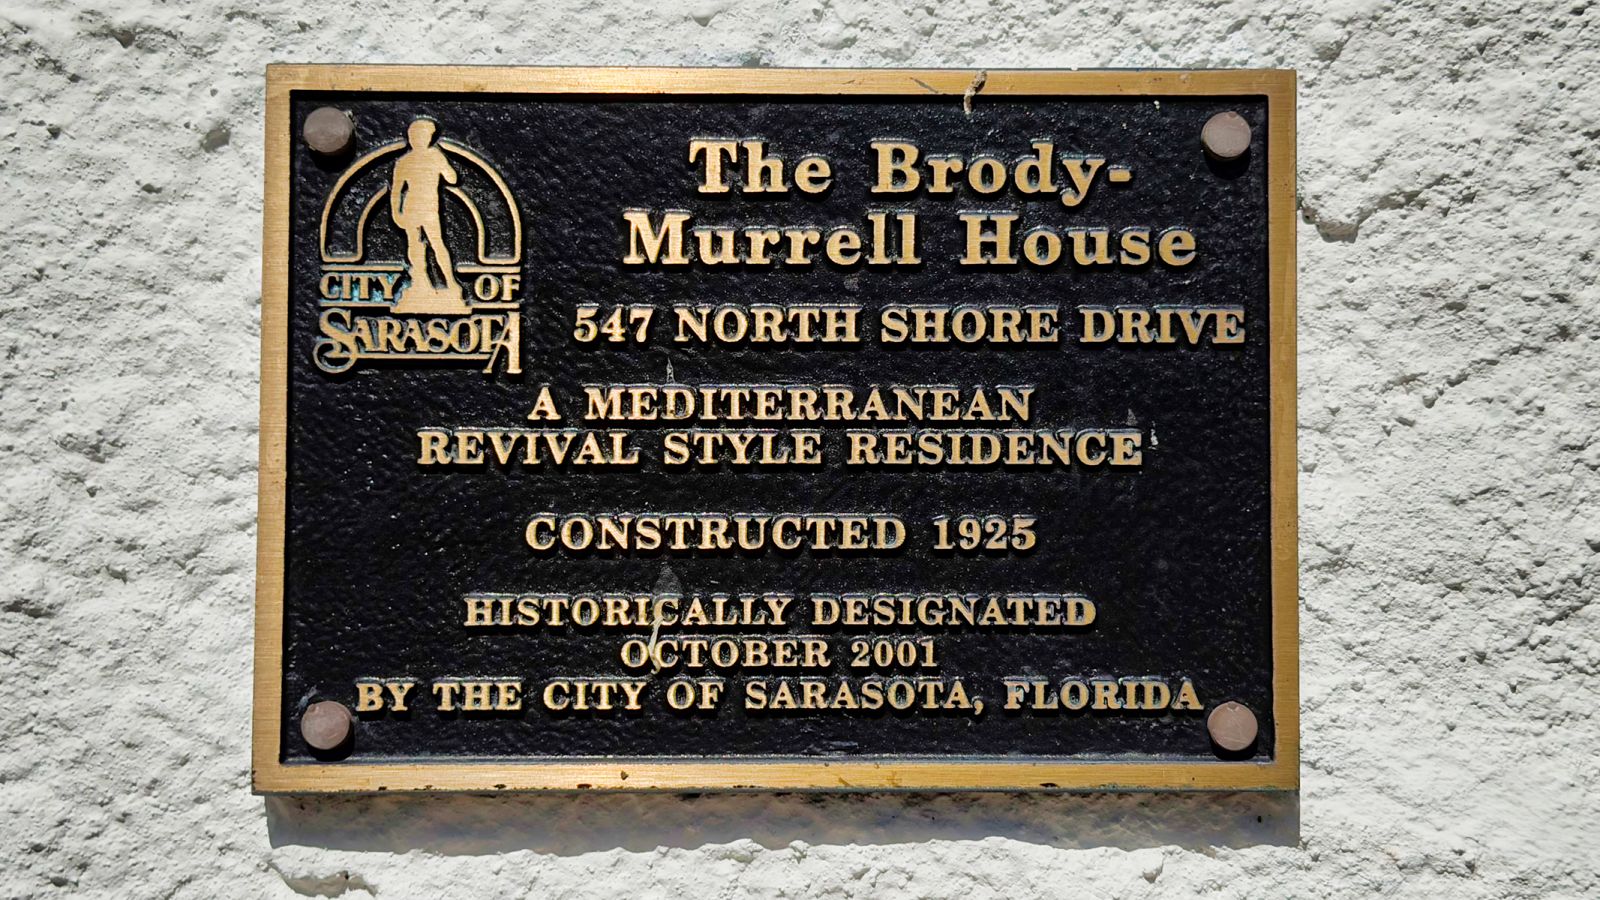 CITY OF
SARASOTA
The Brody-
Murrell House
547 NORTH SHORE DRIVE
A MEDITERRANEAN
REVIVAL STYLE RESIDENCE
CONSTRUCTED 1925
HISTORICALLY DESIGNATED
OCTOBER 2001
BY THE CITY OF SARASOTA, FLORIDA